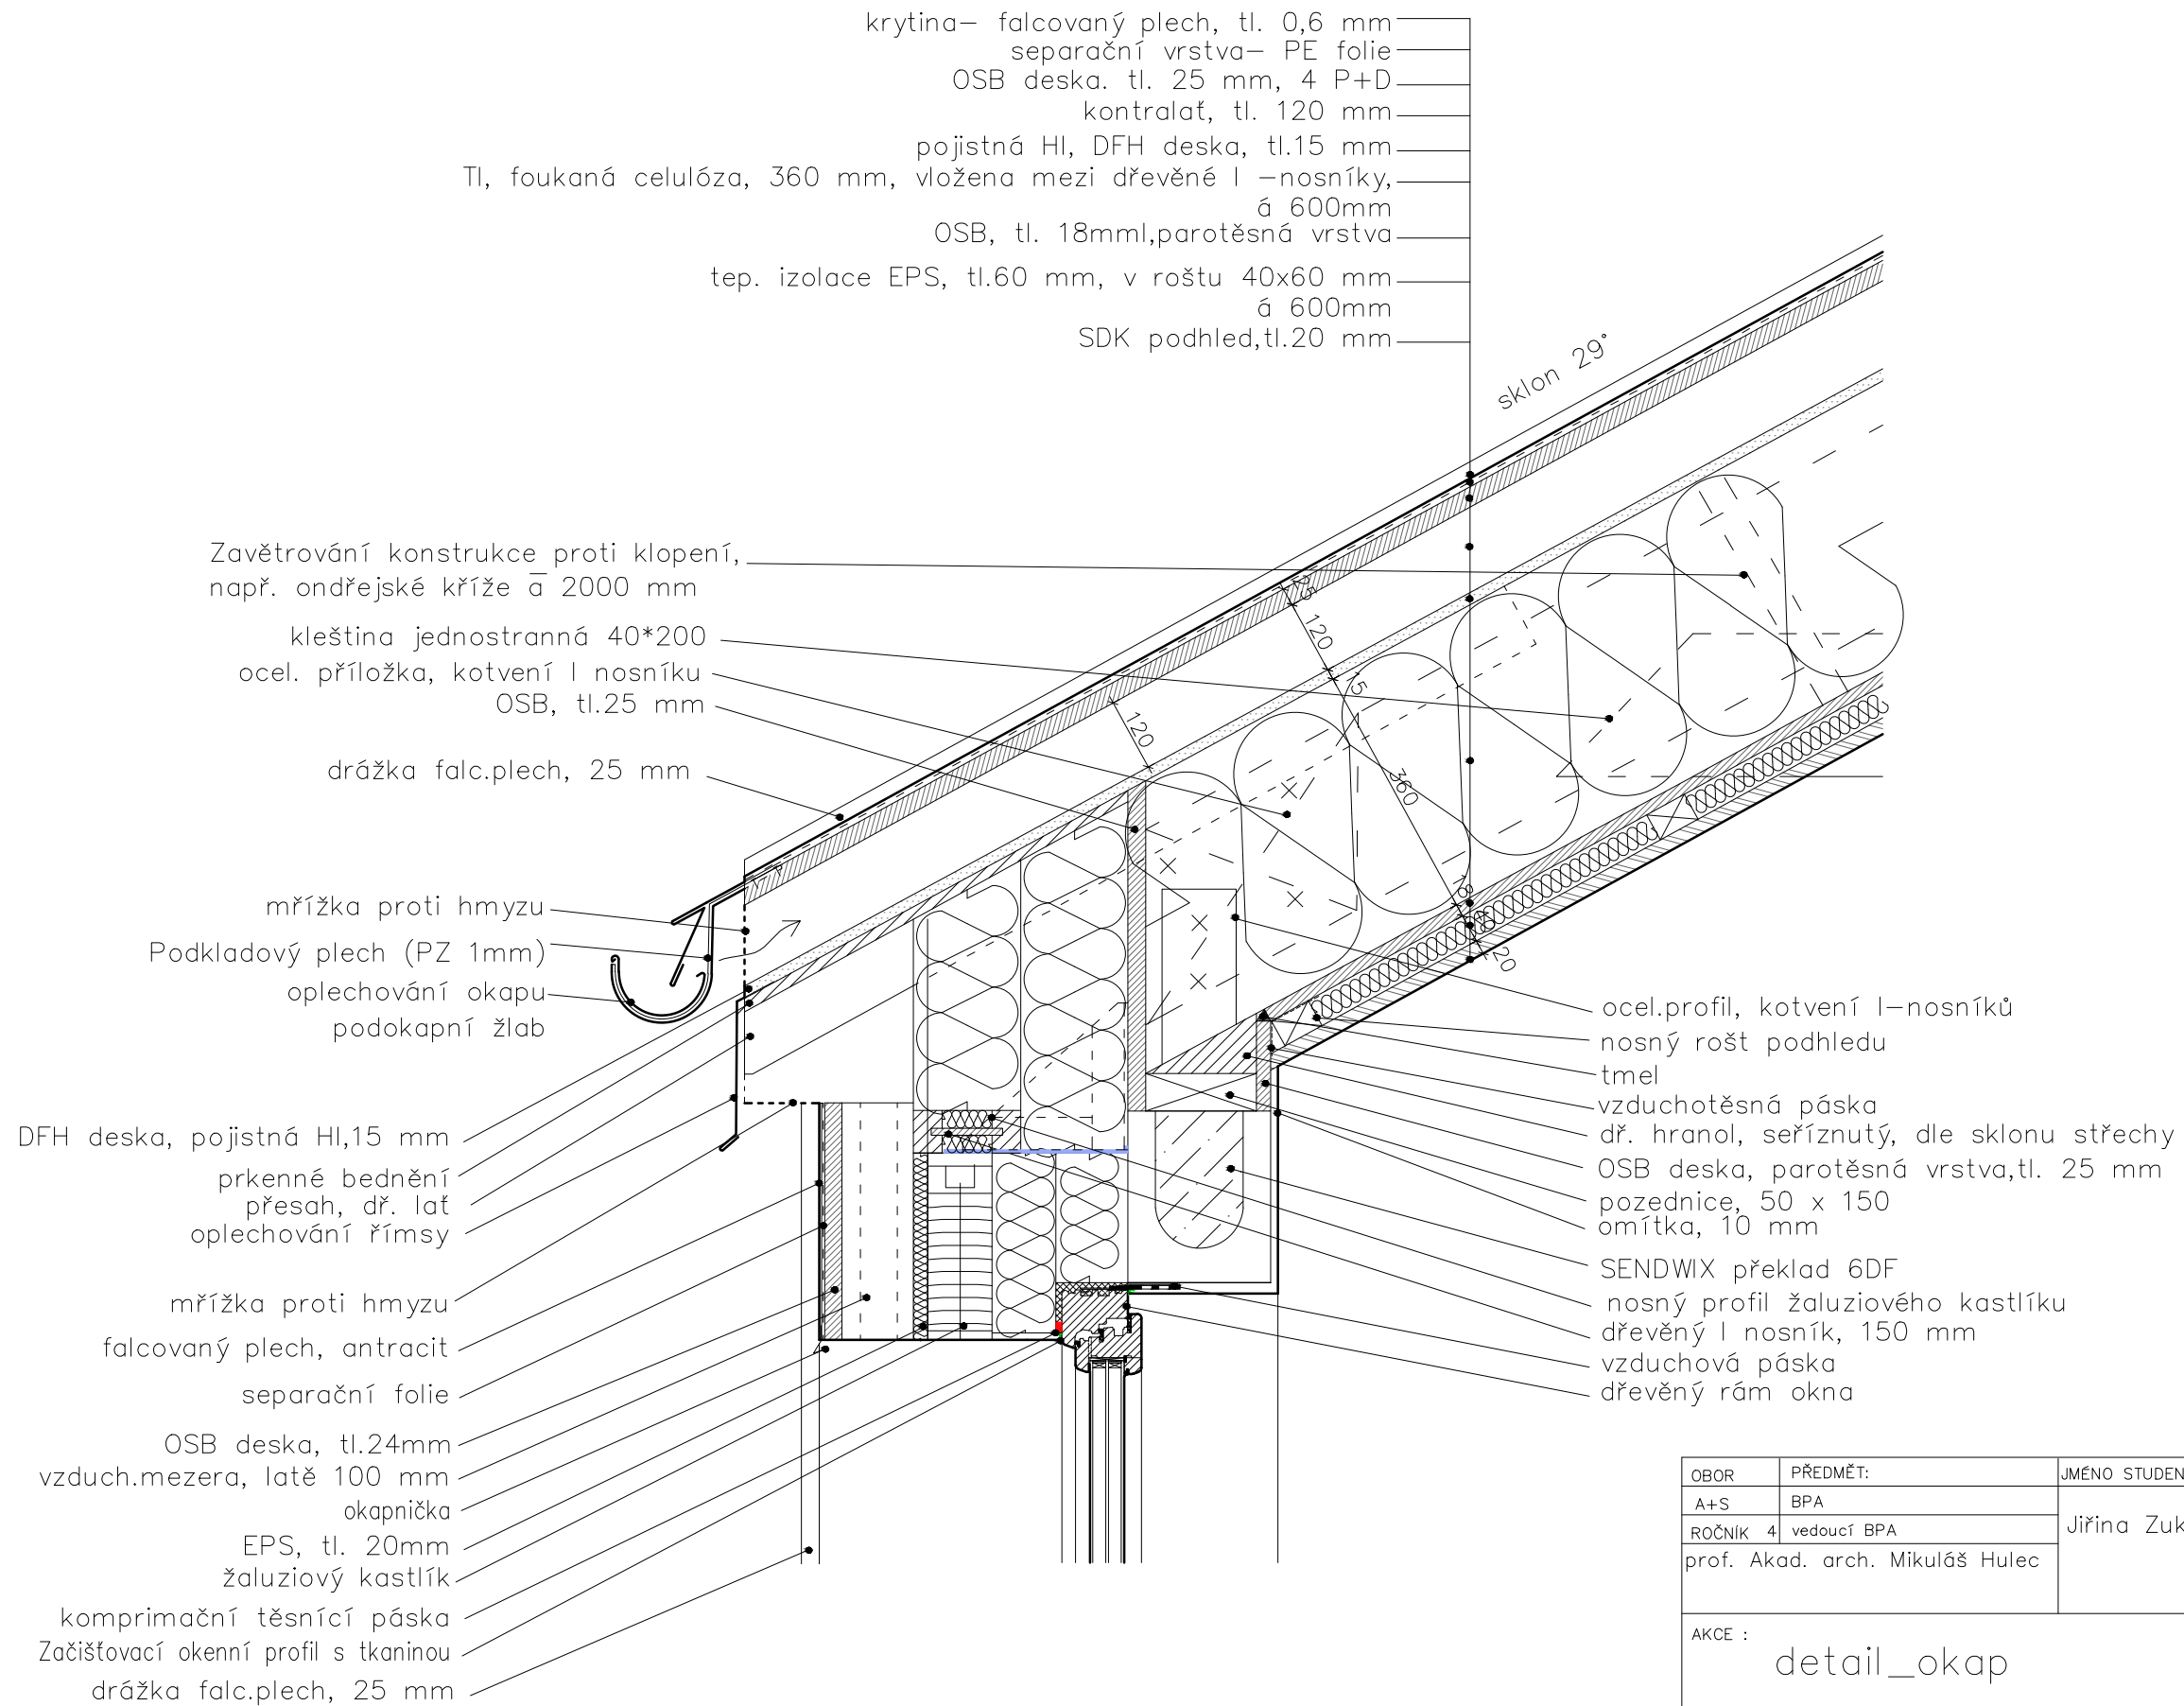 krytina– falcovaný plech, tl. 0,6 mm
separační vrstva– PE folie
OSB deska. tl. 25 mm, 4 P+D
kontralať, tl. 120 mm
pojistná HI, DFH deska, tl.15 mm
TI, foukaná celulóza, 360 mm, vložena mezi dřevěné I –nosníky,
á 600mm
OSB, tl. 18mml,parotěsná vrstva
tep. izolace EPS, tl.60 mm, v roštu 40x60 mm
á 600mm
SDK podhled,tl.20 mm
sklon 29°
Zavětrování konstrukce proti klopení,
např. ondřejské kříže ā 2000 mm
kleština jednostranná 40*200
ocel. příložka, kotvení I nosníku
OSB, tl.25 mm
drážka falc.plech, 25 mm
25
120
15
120
360
20
mřížka proti hmyzu
Podkladový plech (PZ 1mm)
oplechování okapu
podokapní žlab
DFH deska, pojistná HI,15 mm
prkenné bednění
přesah, dř. lať
oplechování římsy
mřížka proti hmyzu
falcovaný plech, antracit
separační folie
OSB deska, tl.24mm
vzduch.mezera, latě 100 mm
okapnička
EPS, tl. 20mm
žaluziový kastlík
komprimační těsnící páska
Začišťovací okenní profil s tkaninou
drážka falc.plech, 25 mm
ocel.profil, kotvení I–nosníků
nosný rošt podhledu
tmel
vzduchotěsná páska
dř. hranol, seříznutý, dle sklonu střechy
OSB deska, parotěsná vrstva,tl. 25 mm
pozednice, 50 x 150
omítka, 10 mm
SENDWIX překlad 6DF
nosný profil žaluziového kastlíku
dřevěný I nosník, 150 mm
vzduchová páska
dřevěný rám okna
OBOR PŘEDMĚT: JMÉNO STUDEN
A+S BPA
ROČNÍK 4 vedoucí BPA
Jiřina Zuk
prof. Akad. arch. Mikuláš Hulec
AKCE :
detail_okap